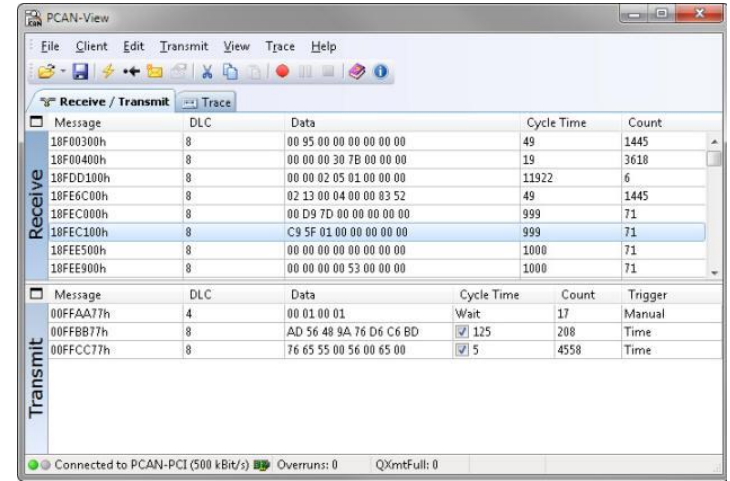 PCAN-View
File Client Edit Transmit View Trace Help
Receive / Transmit Trace
Message DLC Data Cycle Time Count
18F00300h 8 00 95 00 00 00 00 00 00 49 1445
18F00400h 8 00 00 00 30 7B 00 00 00 19 3618
18FDD100h 8 00 00 02 05 01 00 00 00 11922 6
18FE6C00h 8 02 13 00 04 00 00 83 52 49 1445
18FEC000h 8 00 D9 7D 00 00 00 00 00 999 71
18FEC100h 8 C9 5F 01 00 00 00 00 00 999 71
18FEE500h 8 00 00 00 00 00 00 00 00 1000 71
18FEE900h 8 00 00 00 00 53 00 00 00 1000 71
Receive
Message DLC Data Cycle Time Count Trigger
00FFAA77h 4 00 01 00 01 Wait 17 Manual
00FFBB77h 8 AD 56 48 9A 76 D6 C6 BD 125 208 Time
00FFCC77h 8 76 65 55 00 56 00 65 00 5 4558 Time
Transmit
Connected to PCAN-PCI (500 kBit/s) Overruns: 0 QXmtFull: 0